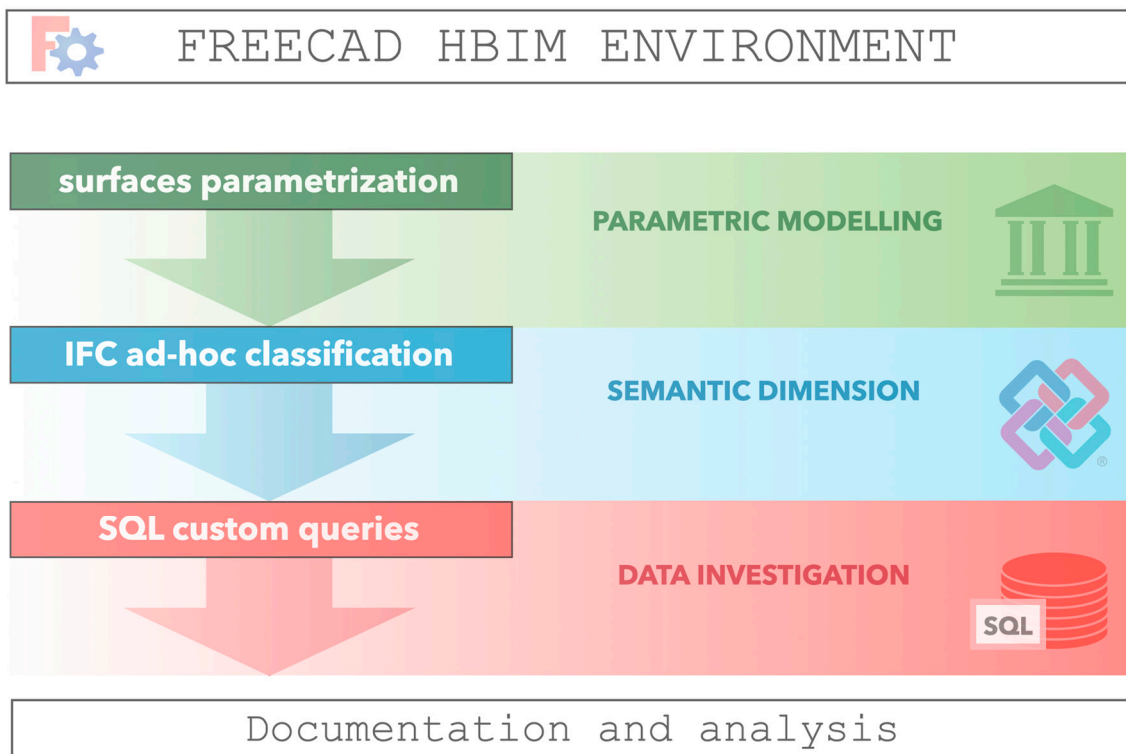 FREECAD HBIM ENVIRONMENT
surfaces parametrization
PARAMETRIC MODELLING
IFC ad-hoc classification
SEMANTIC DIMENSION
®
SQL custom queries
DATA INVESTIGATION
SQL
Documentation and analysis